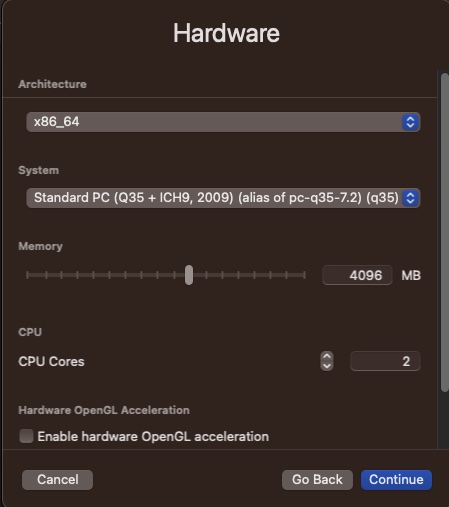 Hardware
Architecture
x86_64
System
Standard PC (Q35 + ICH9, 2009) (alias of pc-q35-7.2) (q35)
Memory
4096 MB
CPU
CPU Cores 2
Hardware OpenGL Acceleration
Enable hardware OpenGL acceleration
Cancel Go Back Continue